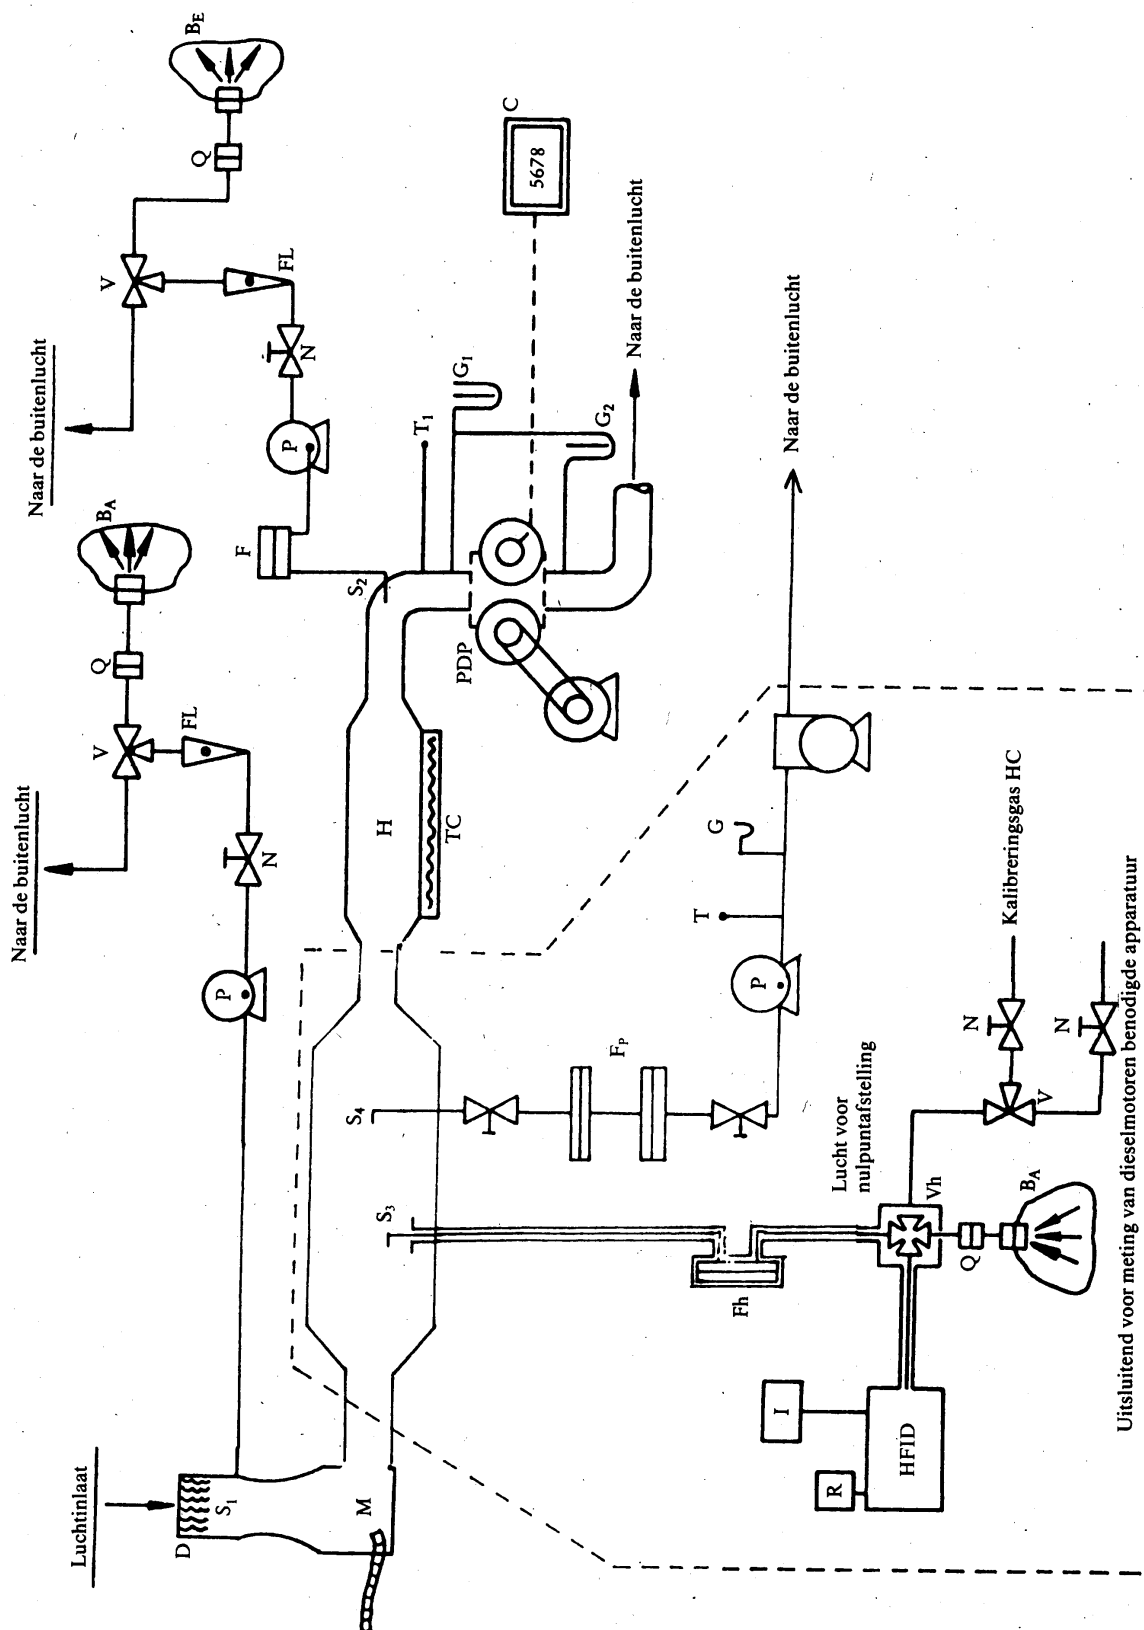 Luchtinlaat
D
S1
M
Naar de buitenlucht
V
FL
Q
BA
N
P
Naar de buitenlucht
V
FL
Q
BE
N
P
F
S2
T1
G1
G2
C
5678
PDP
H
TC
Naar de buitenlucht
S3
S4
FP
P
T
G
Naar de buitenlucht
Fh
R
I
HFID
Lucht voor
nulpuntafstelling
Vh
Q
BA
V
N
N
Kalibreringsgas HC
Uitsluitend voor meting van dieselmotoren benodigde apparatuur